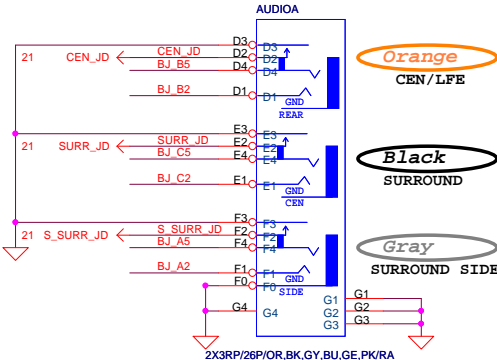 AUDIOA
D3 D3
21 CEN_JD CEN_JD D2 D2
BJ_B5 D4 D4
Orange
CEN/LFE
BJ_B2 D1 D1
GND
REAR
E3 E3
21 SURR_JD SURR_JD E2 E2
BJ_C5 E4 E4
Black
SURROUND
BJ_C2 E1 E1
GND
CEN
F3 F3
21 S_SURR_JD S_SURR_JD F2 F2
BJ_A5 F4 F4
Gray
SURROUND SIDE
BJ_A2 F1 F1
GND
F0 F0
SIDE
G1 G1
G4 G4 G2 G2
G3 G3
2X3RP/26P/OR,BK,GY,BU,GE,PK/RA